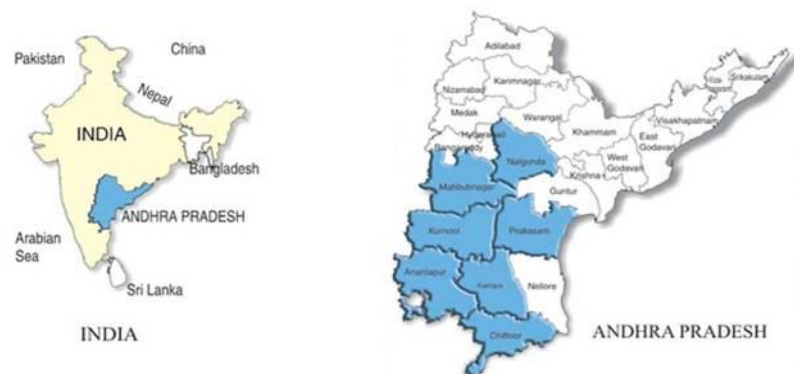 China
Pakistan
Nepal
INDIA
Bangladesh
ANDHRA PRADESH
Arabian
Sea
Sri Lanka
INDIA
Adilabad
Karimnagar
Nizamabad
Medak
Warangal
Hyderabad
Rangareddy
Khammam
Srikakulam
Visakhapatnam
East
Godavari
West
Godavari
Nalgonda
Krishna
Mahbubnagar
Guntur
Kurnool
Prakasam
Anantapur
Nellore
Chittoor
ANDHRA PRADESH